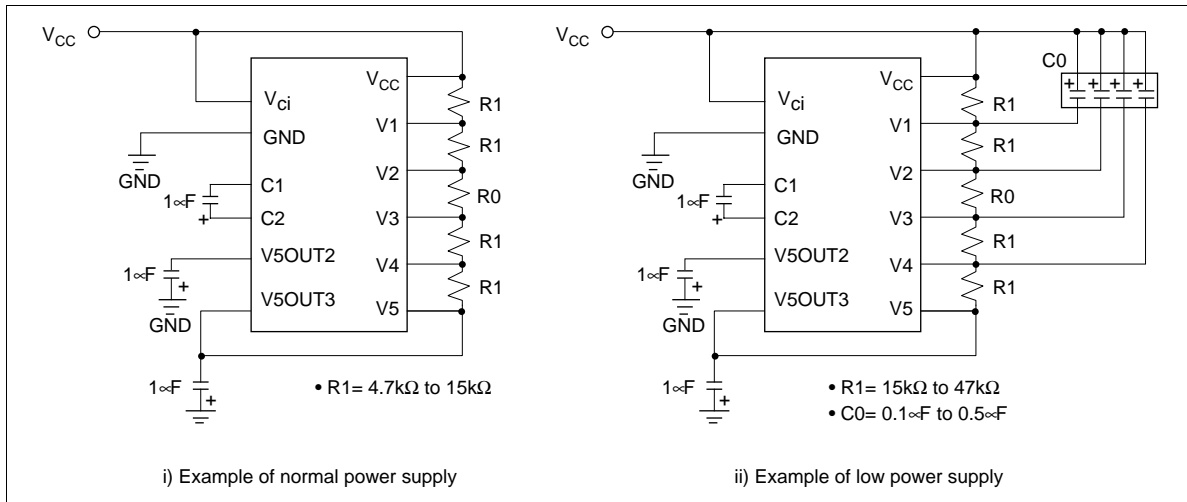 VCC
VCC
Vci
GND
GND
C1
C2
1∝F
+
V5OUT2
1∝F
+
GND
V5OUT3
1∝F
+
V1
V2
V3
V4
V5
R1
R1
R0
R1
R1
• R1= 4.7kΩ to 15kΩ
i) Example of normal power supply
VCC
VCC
C0
+ + + +
Vci
GND
GND
C1
C2
1∝F
+
V5OUT2
1∝F
+
GND
V5OUT3
1∝F
+
V1
V2
V3
V4
V5
R1
R1
R0
R1
R1
• R1= 15kΩ to 47kΩ
• C0= 0.1∝F to 0.5∝F
ii) Example of low power supply